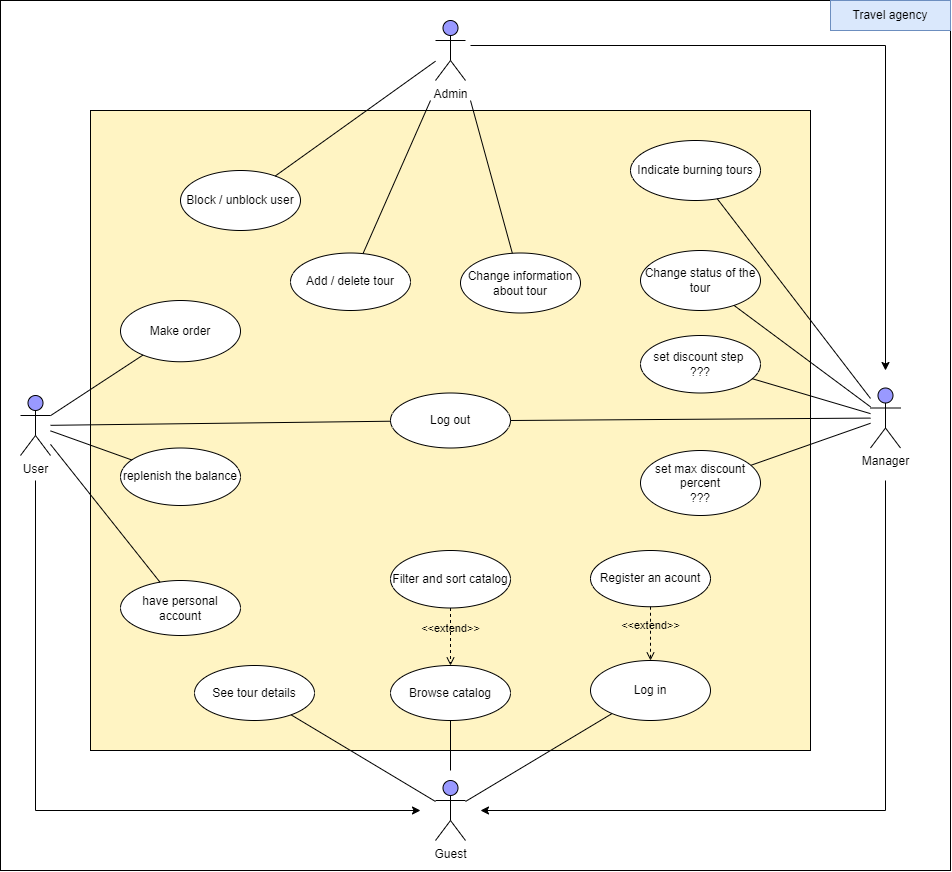 Travel agency
Admin
Indicate burning tours
Block / unblock user
Add / delete tour
Change information
about tour
Change status of the
tour
Make order
set discount step
???
Log out
User
Manager
replenish the balance
set max discount
percent
???
Filter and sort catalog
Register an acount
have personal
account
<<extend>>
<<extend>>
See tour details
Browse catalog
Log in
Guest